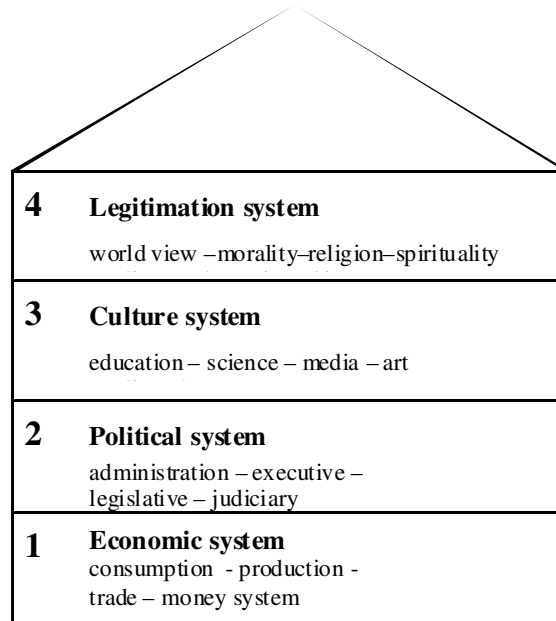 4 Legitimation system
world view –morality–religion–spirituality
3 Culture system
education – science – media – art
2 Political system
administration – executive –
legislative – judiciary
1 Economic system
consumption - production -
trade – money system